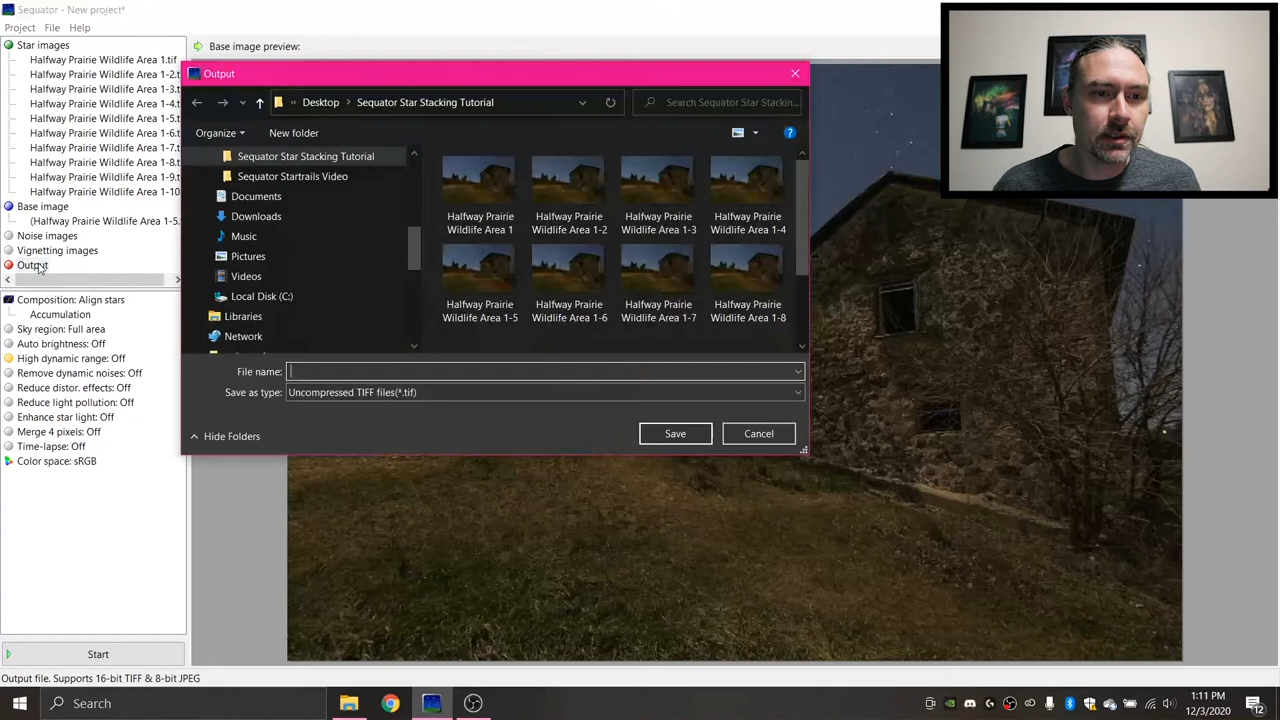 Sequator - New project*
Project File Help
Star images
Halfway Prairie Wildlife Area 1.tif
Halfway Prairie Wildlife Area 1-2.t
Halfway Prairie Wildlife Area 1-3.t
Halfway Prairie Wildlife Area 1-4.t
Halfway Prairie Wildlife Area 1-5.t
Halfway Prairie Wildlife Area 1-6.t
Halfway Prairie Wildlife Area 1-7.t
Halfway Prairie Wildlife Area 1-8.t
Halfway Prairie Wildlife Area 1-9.t
Halfway Prairie Wildlife Area 1-10
Base image
(Halfway Prairie Wildlife Area 1-5.
Noise images
Vignetting images
Output
Composition: Align stars
Accumulation
Sky region: Full area
Auto brightness: Off
High dynamic range: Off
Remove dynamic noises: Off
Reduce distor. effects: Off
Reduce light pollution: Off
Enhance star light: Off
Merge 4 pixels: Off
Time-lapse: Off
Color space: sRGB
Start
Output file. Supports 16-bit TIFF & 8-bit JPEG
Base image preview:
Output
« Desktop > Sequator Star Stacking Tutorial
Search Sequator Star Stackin...
Organize New folder
Sequator Star Stacking Tutorial
Sequator Startrails Video
Documents
Downloads
Music
Pictures
Videos
Local Disk (C:)
Libraries
Network
Halfway Prairie Wildlife Area 1
Halfway Prairie Wildlife Area 1-2
Halfway Prairie Wildlife Area 1-3
Halfway Prairie Wildlife Area 1-4
Halfway Prairie Wildlife Area 1-5
Halfway Prairie Wildlife Area 1-6
Halfway Prairie Wildlife Area 1-7
Halfway Prairie Wildlife Area 1-8
File name:
Save as type: Uncompressed TIFF files(*.tif)
Hide Folders
Save Cancel
Search
1:11 PM
12/3/2020
12